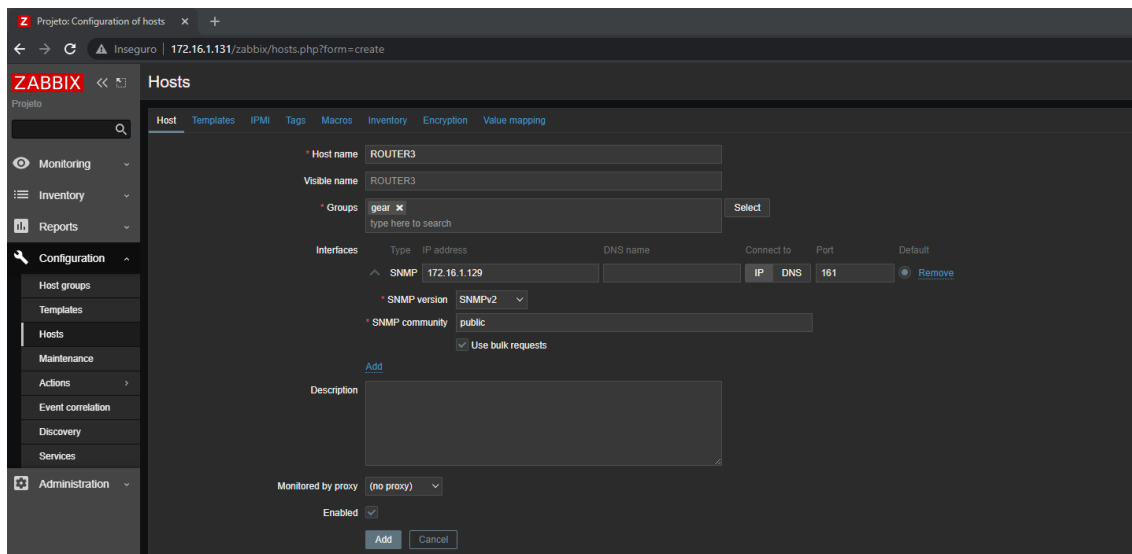 Z Projeto: Configuration of hosts × +
Inseguro | 172.16.1.131/zabbix/hosts.php?form=create
ZABBIX
Projeto
Monitoring
Inventory
Reports
Configuration
Host groups
Templates
Hosts
Maintenance
Actions
Event correlation
Discovery
Services
Administration
Hosts
Host Templates IPMI Tags Macros Inventory Encryption Value mapping
* Host name ROUTER3
Visible name ROUTER3
* Groups gear × Select
type here to search
Interfaces Type IP address DNS name Connect to Port Default
SNMP 172.16.1.129 IP DNS 161 Remove
* SNMP version SNMPv2
* SNMP community public
Use bulk requests
Add
Description
Monitored by proxy (no proxy)
Enabled
Add Cancel